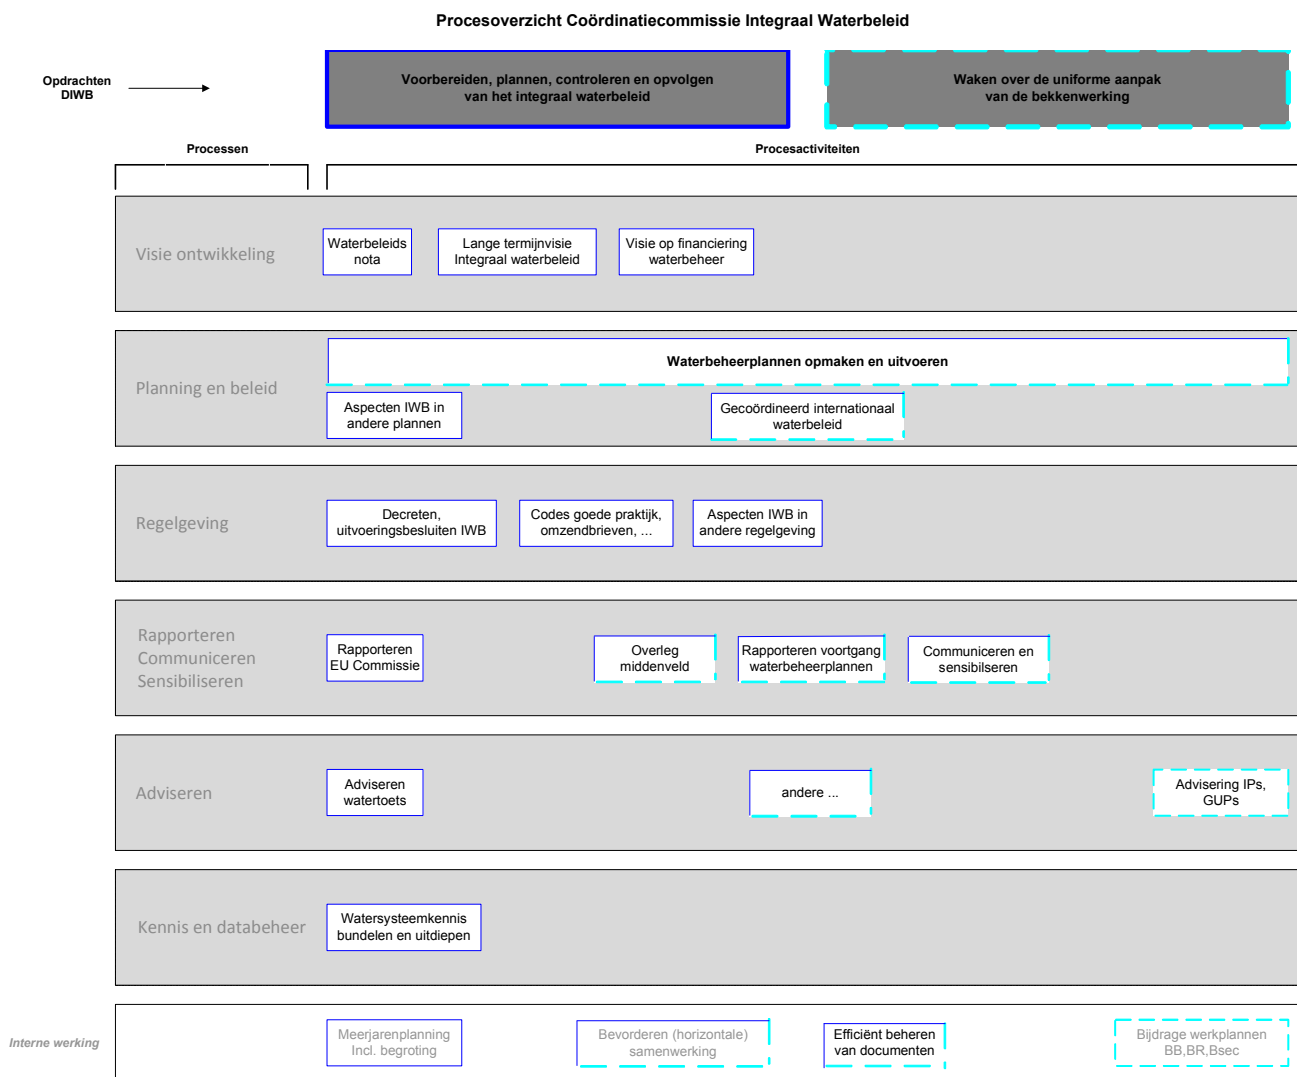 Procesoverzicht Coördinatiecommissie Integraal Waterbeleid
Opdrachten
DIWB
Voorbereiden, plannen, controleren en opvolgen
van het integraal waterbeleid
Waken over de uniforme aanpak
van de bekkenwerking
Processen
Procesactiviteiten
Visie ontwikkeling
Waterbeleids
nota
Lange termijnvisie
Integraal waterbeleid
Visie op financiering
waterbeheer
Planning en beleid
Waterbeheerplannen opmaken en uitvoeren
Aspecten IWB in
andere plannen
Gecoördineerd internationaal
waterbeleid
Regelgeving
Decreten,
uitvoeringsbesluiten IWB
Codes goede praktijk,
omzendbrieven, ...
Aspecten IWB in
andere regelgeving
Rapporteren
Communiceren
Sensibiliseren
Rapporteren
EU Commissie
Overleg
middenveld
Rapporteren voortgang
waterbeheerplannen
Communiceren en
sensibilseren
Adviseren
Adviseren
watertoets
andere ...
Advisering IPs,
GUPs
Kennis en databeheer
Watersysteemkennis
bundelen en uitdiepen
Interne werking
Meerjarenplanning
Incl. begroting
Bevorderen (horizontale)
samenwerking
Efficiënt beheren
van documenten
Bijdrage werkplannen
BB,BR,Bsec